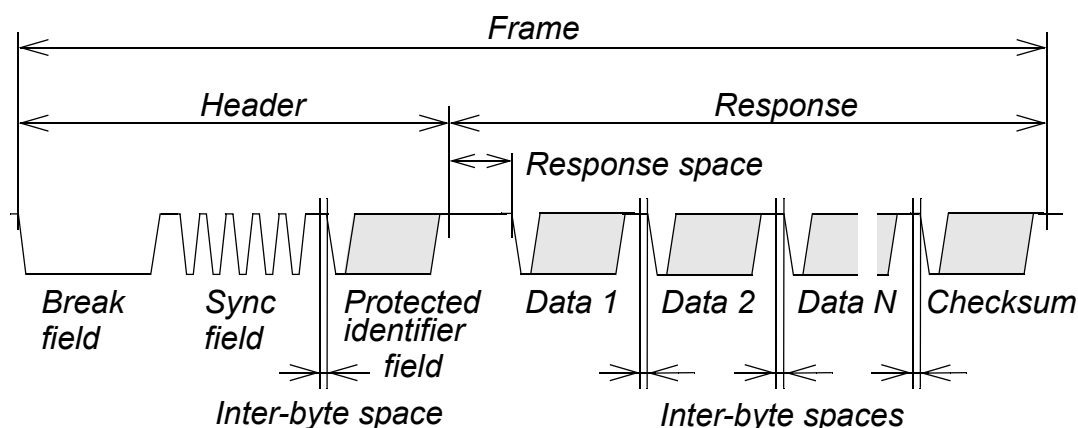 Frame
Header
Response
Response space
Break
field
Sync
field
Protected
identifier
field
Data 1
Data 2
Data N
Checksum
Inter-byte space
Inter-byte spaces